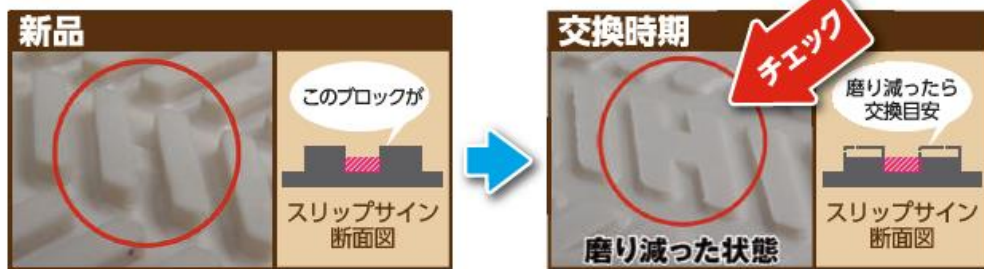 新品
このブロックが
スリップサイン
断面図
交換時期
チェック
磨り減ったら
交換目安
スリップサイン
断面図
磨り減った状態